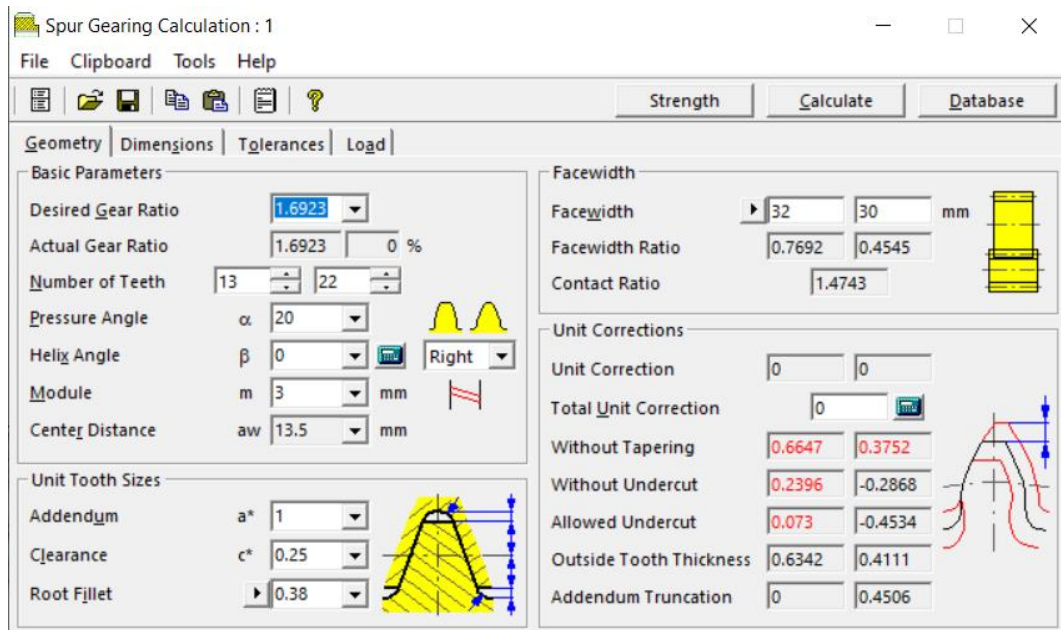 Spur Gearing Calculation : 1
File Clipboard Tools Help
Strength Calculate Database
Geometry Dimensions Tolerances Load
Basic Parameters
Desired Gear Ratio 1.6923
Actual Gear Ratio 1.6923 0 %
Number of Teeth 13 22
Pressure Angle α 20
Helix Angle β 0 Right
Module m 3 mm
Center Distance aw 13.5 mm
Unit Tooth Sizes
Addendum a* 1
Clearance c* 0.25
Root Fillet 0.38
Facewidth
Facewidth 32 30 mm
Facewidth Ratio 0.7692 0.4545
Contact Ratio 1.4743
Unit Corrections
Unit Correction 0 0
Total Unit Correction 0
Without Tapering 0.6647 0.3752
Without Undercut 0.2396 -0.2868
Allowed Undercut 0.073 -0.4534
Outside Tooth Thickness 0.6342 0.4111
Addendum Truncation 0 0.4506